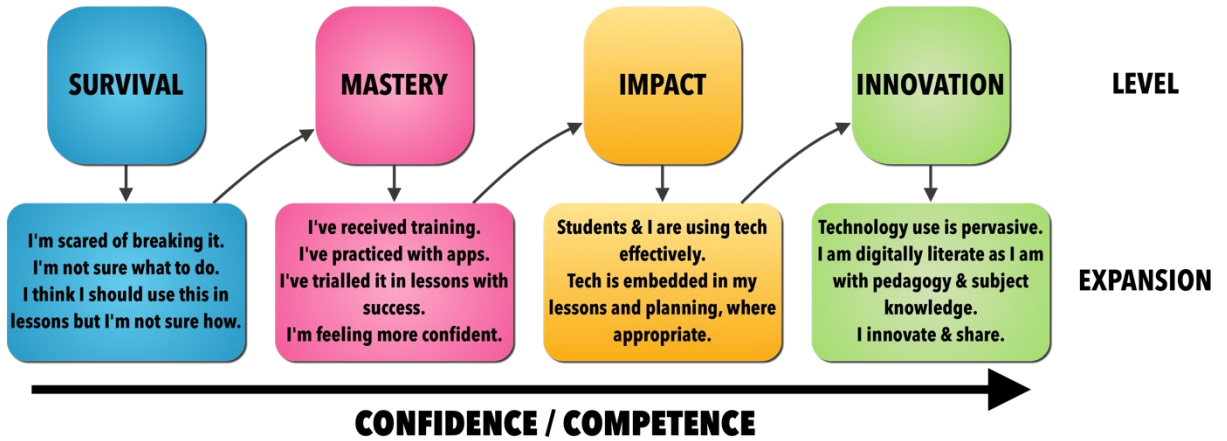 SURVIVAL
MASTERY
IMPACT
INNOVATION
LEVEL
I'm scared of breaking it.
I'm not sure what to do.
I think I should use this in
lessons but I'm not sure how.
I've received training.
I've practiced with apps.
I've trialled it in lessons with
success.
I'm feeling more confident.
Students & I are using tech
effectively.
Tech is embedded in my
lessons and planning, where
appropriate.
Technology use is pervasive.
I am digitally literate as I am
with pedagogy & subject
knowledge.
I innovate & share.
EXPANSION
CONFIDENCE / COMPETENCE